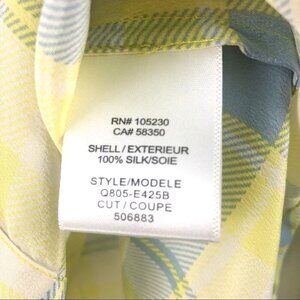 RN# 105230
CA# 58350
SHELL/EXTERIEUR
100% SILK/SOIE
STYLE/MODELE
Q805-E425B
CUT/COUPE
506883